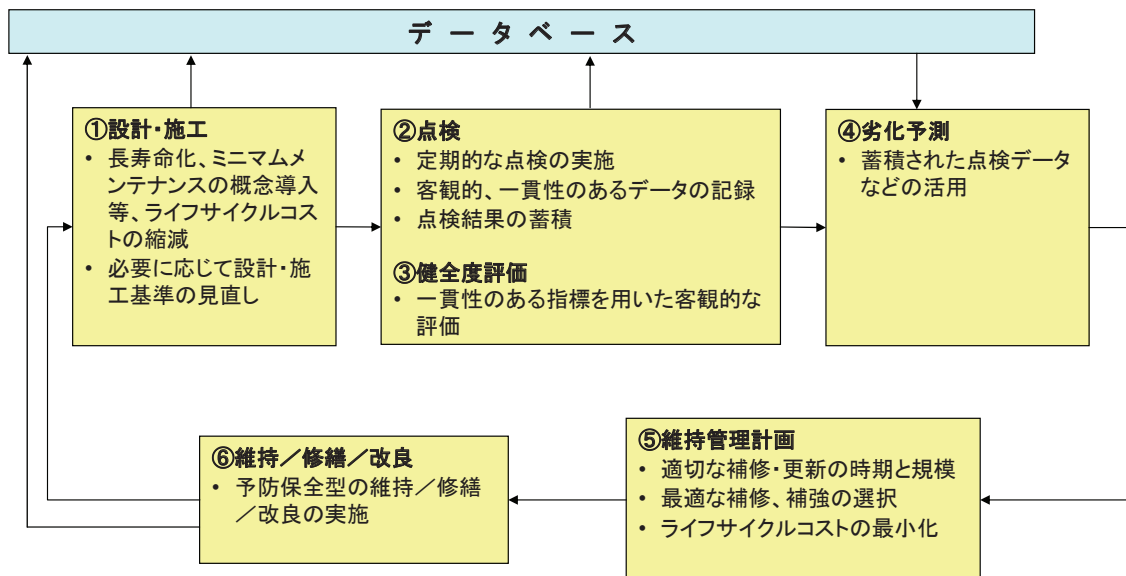 データベース
①設計・施工
• 長寿命化、ミニマムメ
ンテナンスの概念導入
等、ライフサイクルコス
トの縮減
• 必要に応じて設計・施
工基準の見直し
②点検
• 定期的な点検の実施
• 客観的、一貫性のあるデータの記録
• 点検結果の蓄積
③健全度評価
• 一貫性のある指標を用いた客観的な
評価
④劣化予測
• 蓄積された点検データ
などの活用
⑤維持管理計画
• 適切な補修・更新の時期と規模
• 最適な補修、補強の選択
• ライフサイクルコストの最小化
⑥維持／修繕／改良
• 予防保全型の維持／修繕
／改良の実施